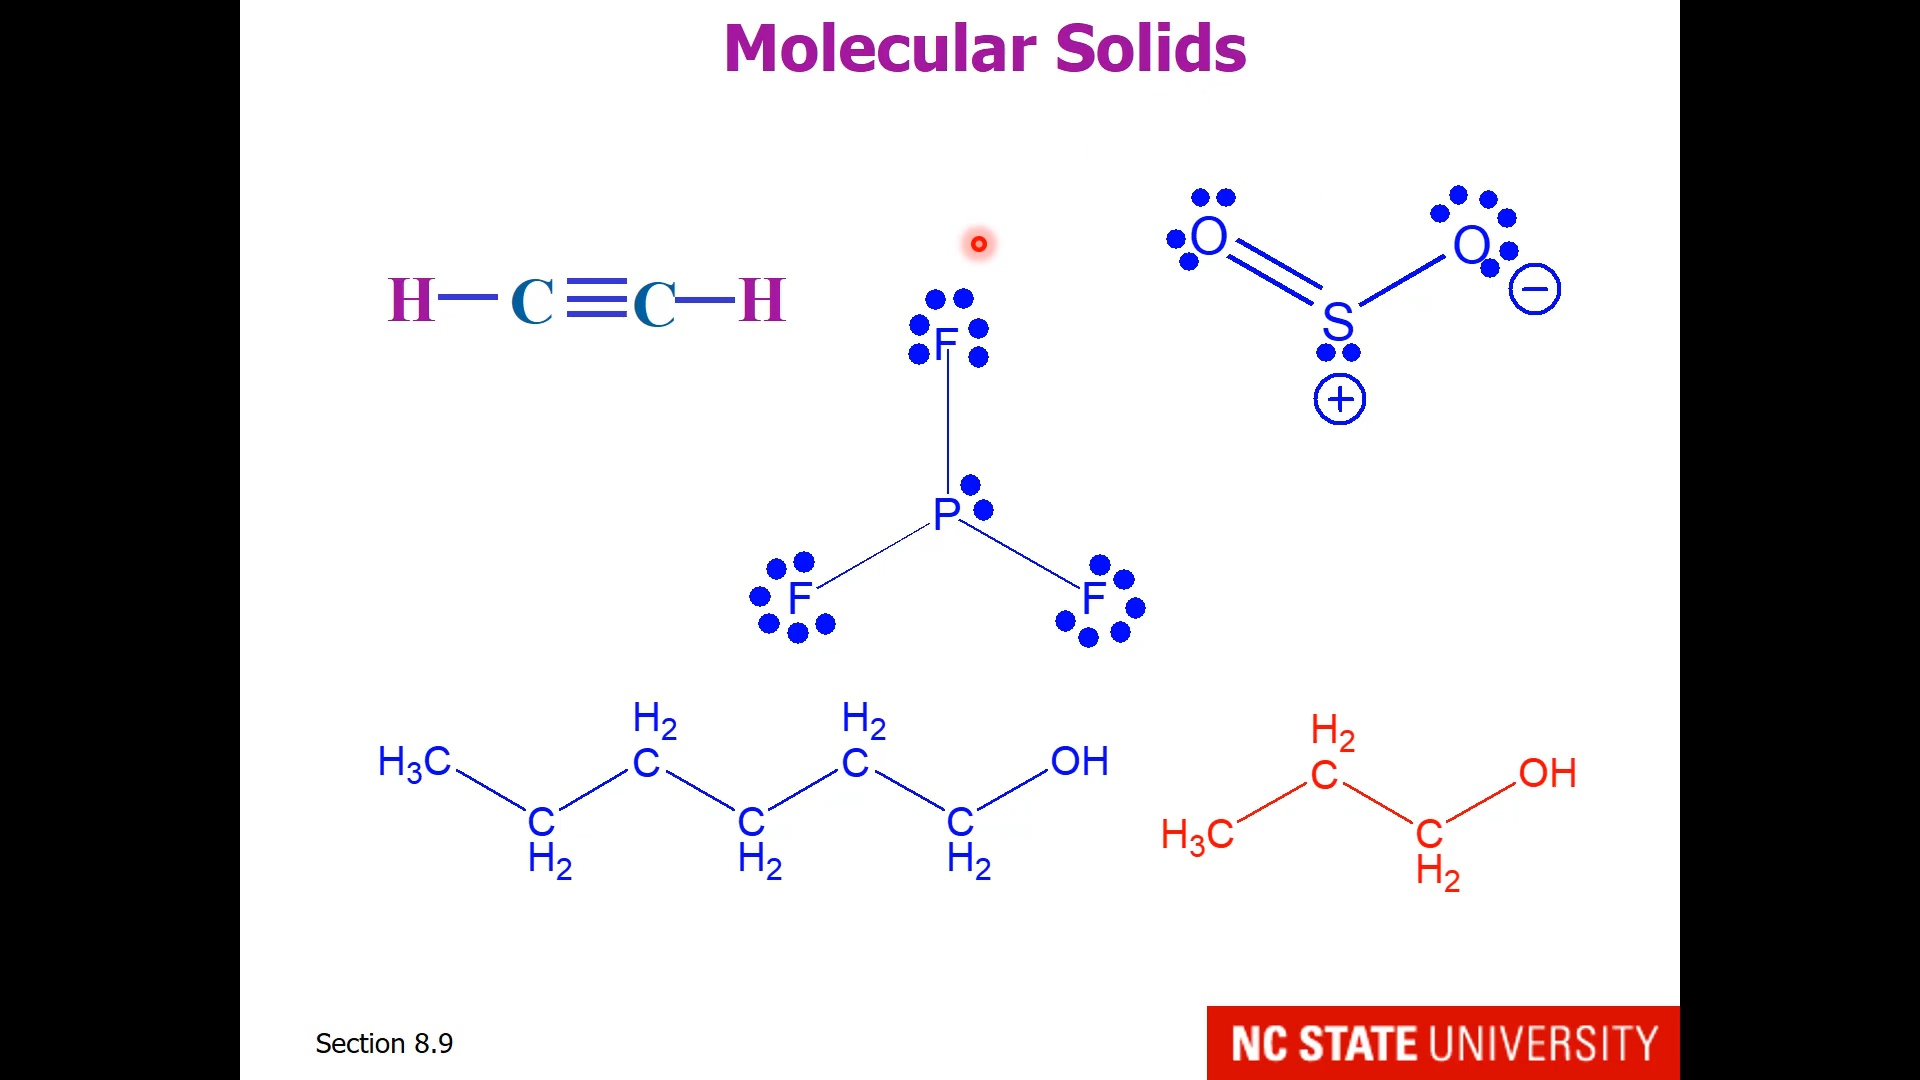 Molecular Solids
H C C H
O O
S
−
+
F
P
F F
H₂ H₂
H₃C C C OH
C C C
H₂ H₂ H₂
H₂
C OH
H₃C C
H₂
Section 8.9
NC STATE UNIVERSITY